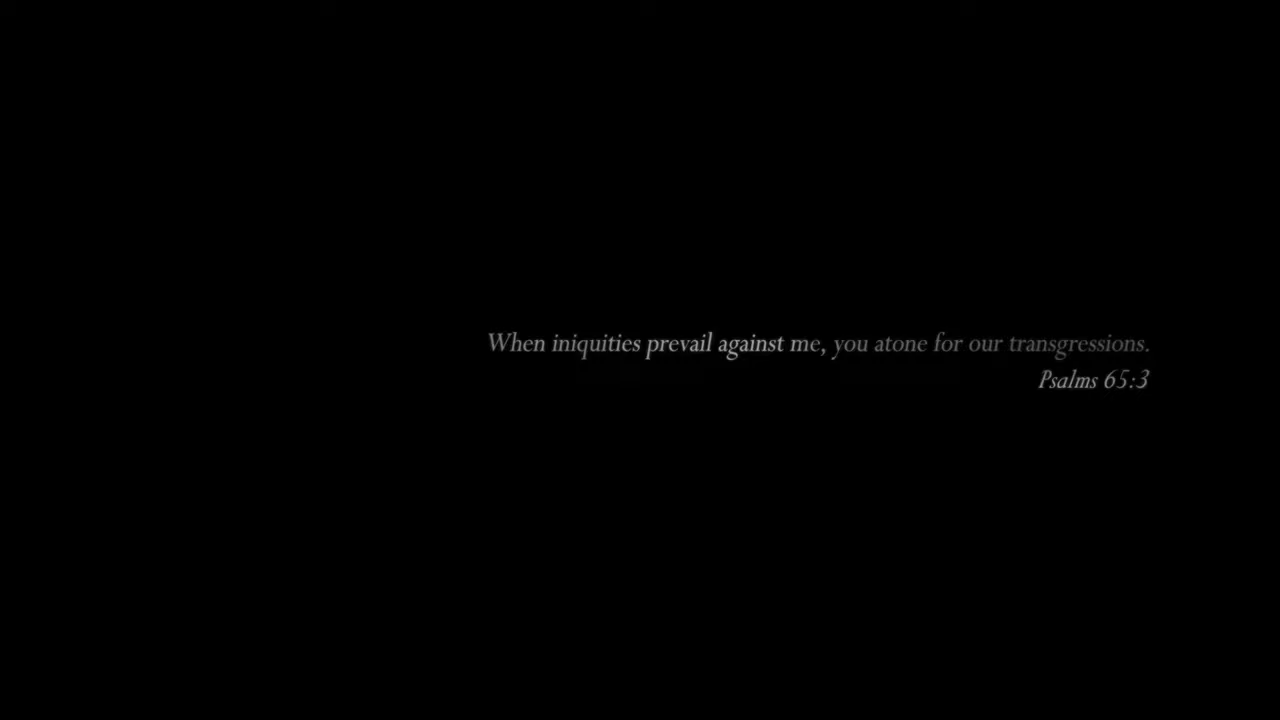 When iniquities prevail against me, you atone for our transgressions.
Psalms 65:3